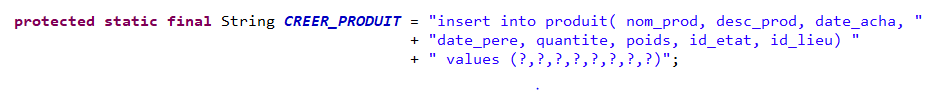 protected static final String CREER_PRODUIT = "insert into produit( nom_prod, desc_prod, date_acha, "
+ "date_pere, quantite, poids, id_etat, id_lieu) "
+ " values (?,?,?,?,?,?,?,?)";